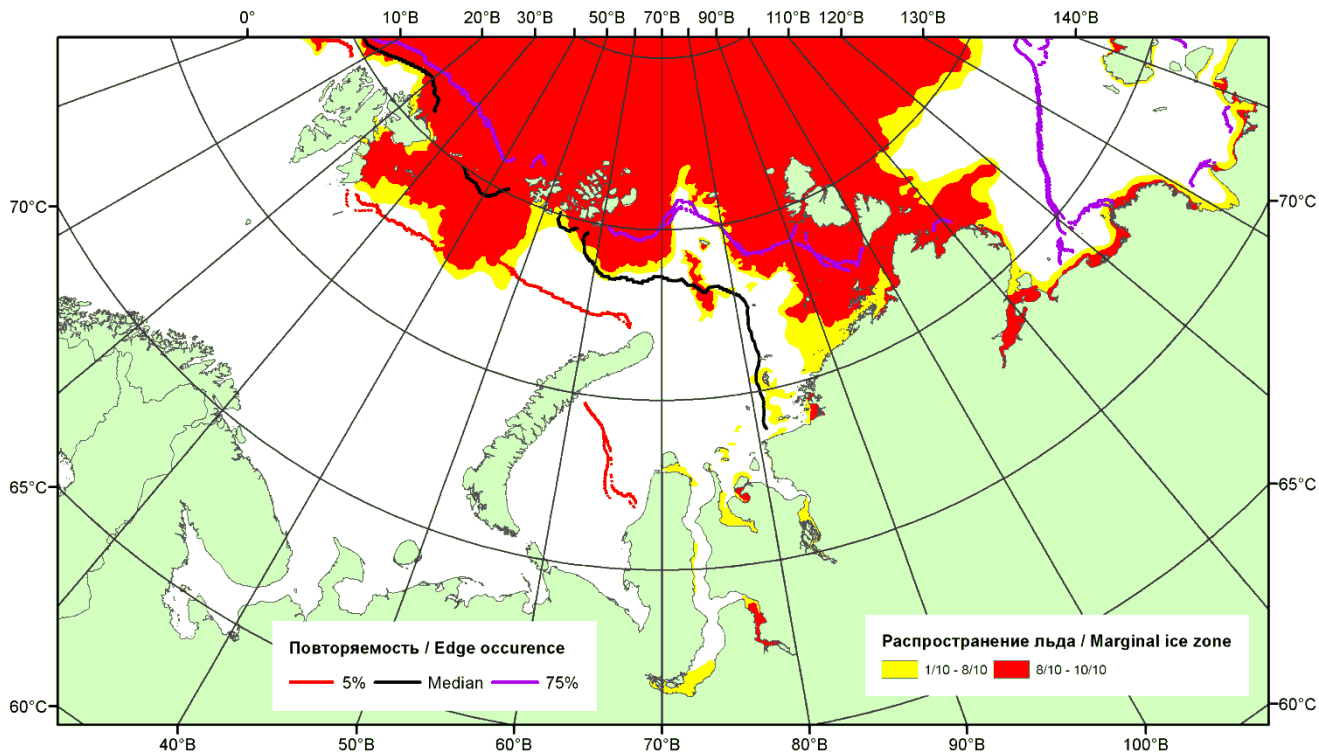 0° 10°В 20°В 30°В 50°В 70°В 90°В 110°В 120°В 130°В 140°В
70°С 70°С
65°С 65°С
60°С 60°С
Повторяемость / Edge occurence
5% Median 75%
Распространение льда / Marginal ice zone
1/10 - 8/10 8/10 - 10/10
40°В 50°В 60°В 70°В 80°В 90°В 100°В